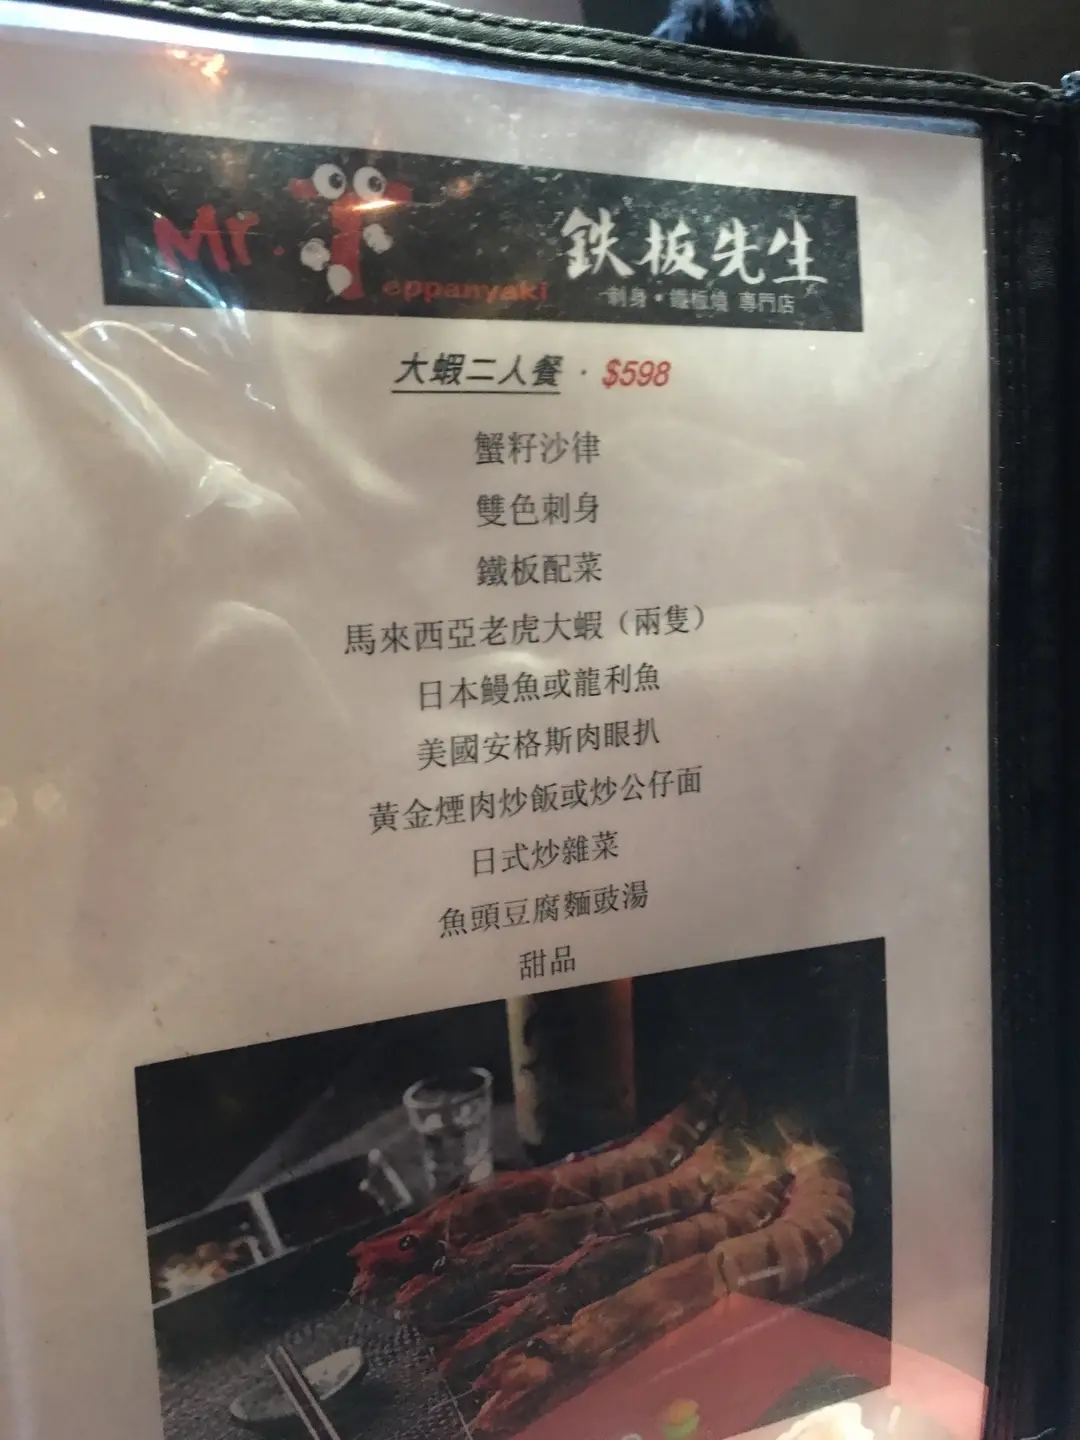 Mr. Teppanyaki
鉄板先生
刺身·鐵板燒 專門店
大蝦二人餐 · $598
蟹籽沙律
雙色刺身
鐵板配菜
馬來西亞老虎大蝦（兩隻）
日本鰻魚或龍利魚
美國安格斯肉眼扒
黃金煙肉炒飯或炒公仔面
日式炒雜菜
魚頭豆腐麵豉湯
甜品